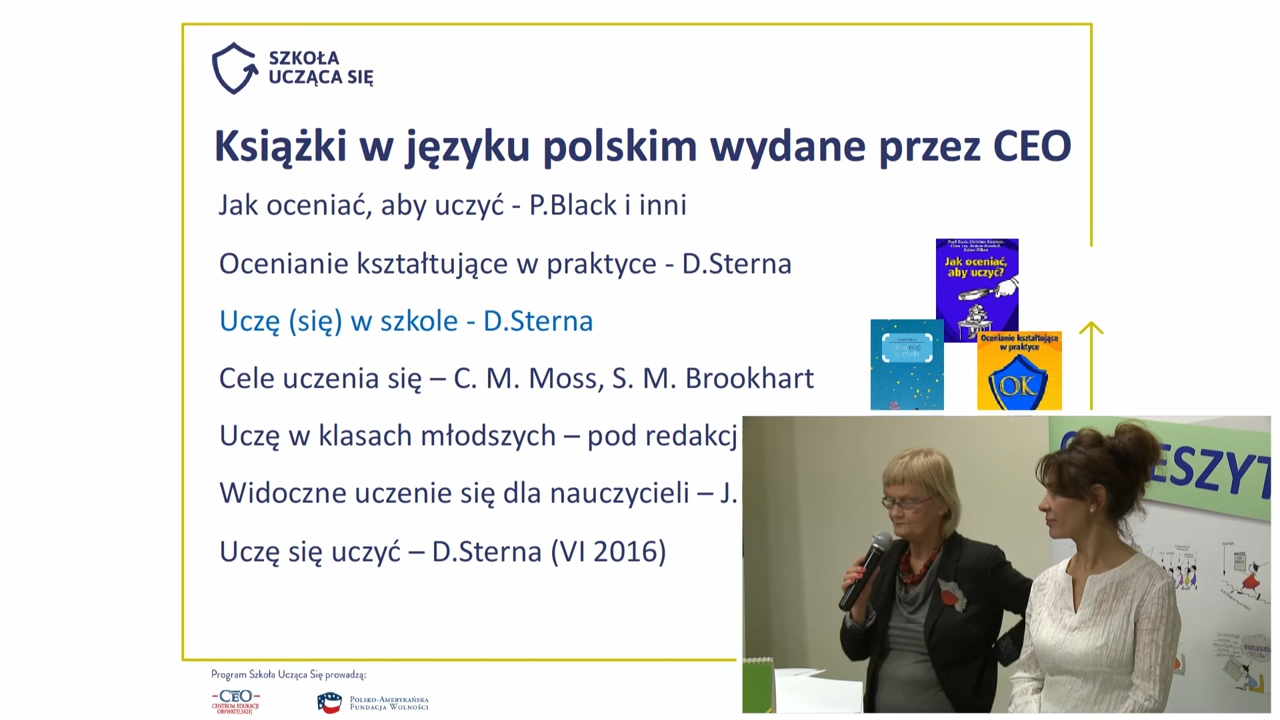 SZKOŁA
UCZĄCA SIĘ
Książki w języku polskim wydane przez CEO
Jak oceniać, aby uczyć - P.Black i inni
Ocenianie kształtujące w praktyce - D.Sterna
Uczę (się) w szkole - D.Sterna
Cele uczenia się – C. M. Moss, S. M. Brookhart
Uczę w klasach młodszych – pod redakcj
Widoczne uczenie się dla nauczycieli – J.
Uczę się uczyć – D.Sterna (VI 2016)
Jak oceniać,
aby uczyć?
Ocenianie kształtujące
w praktyce
OK
ESZYT
Program Szkoła Ucząca Się prowadzą:
CEO
CENTRUM EDUKACJI
OBYWATELSKIEJ
POLSKO-AMERYKAŃSKA
FUNDACJA WOLNOŚCI